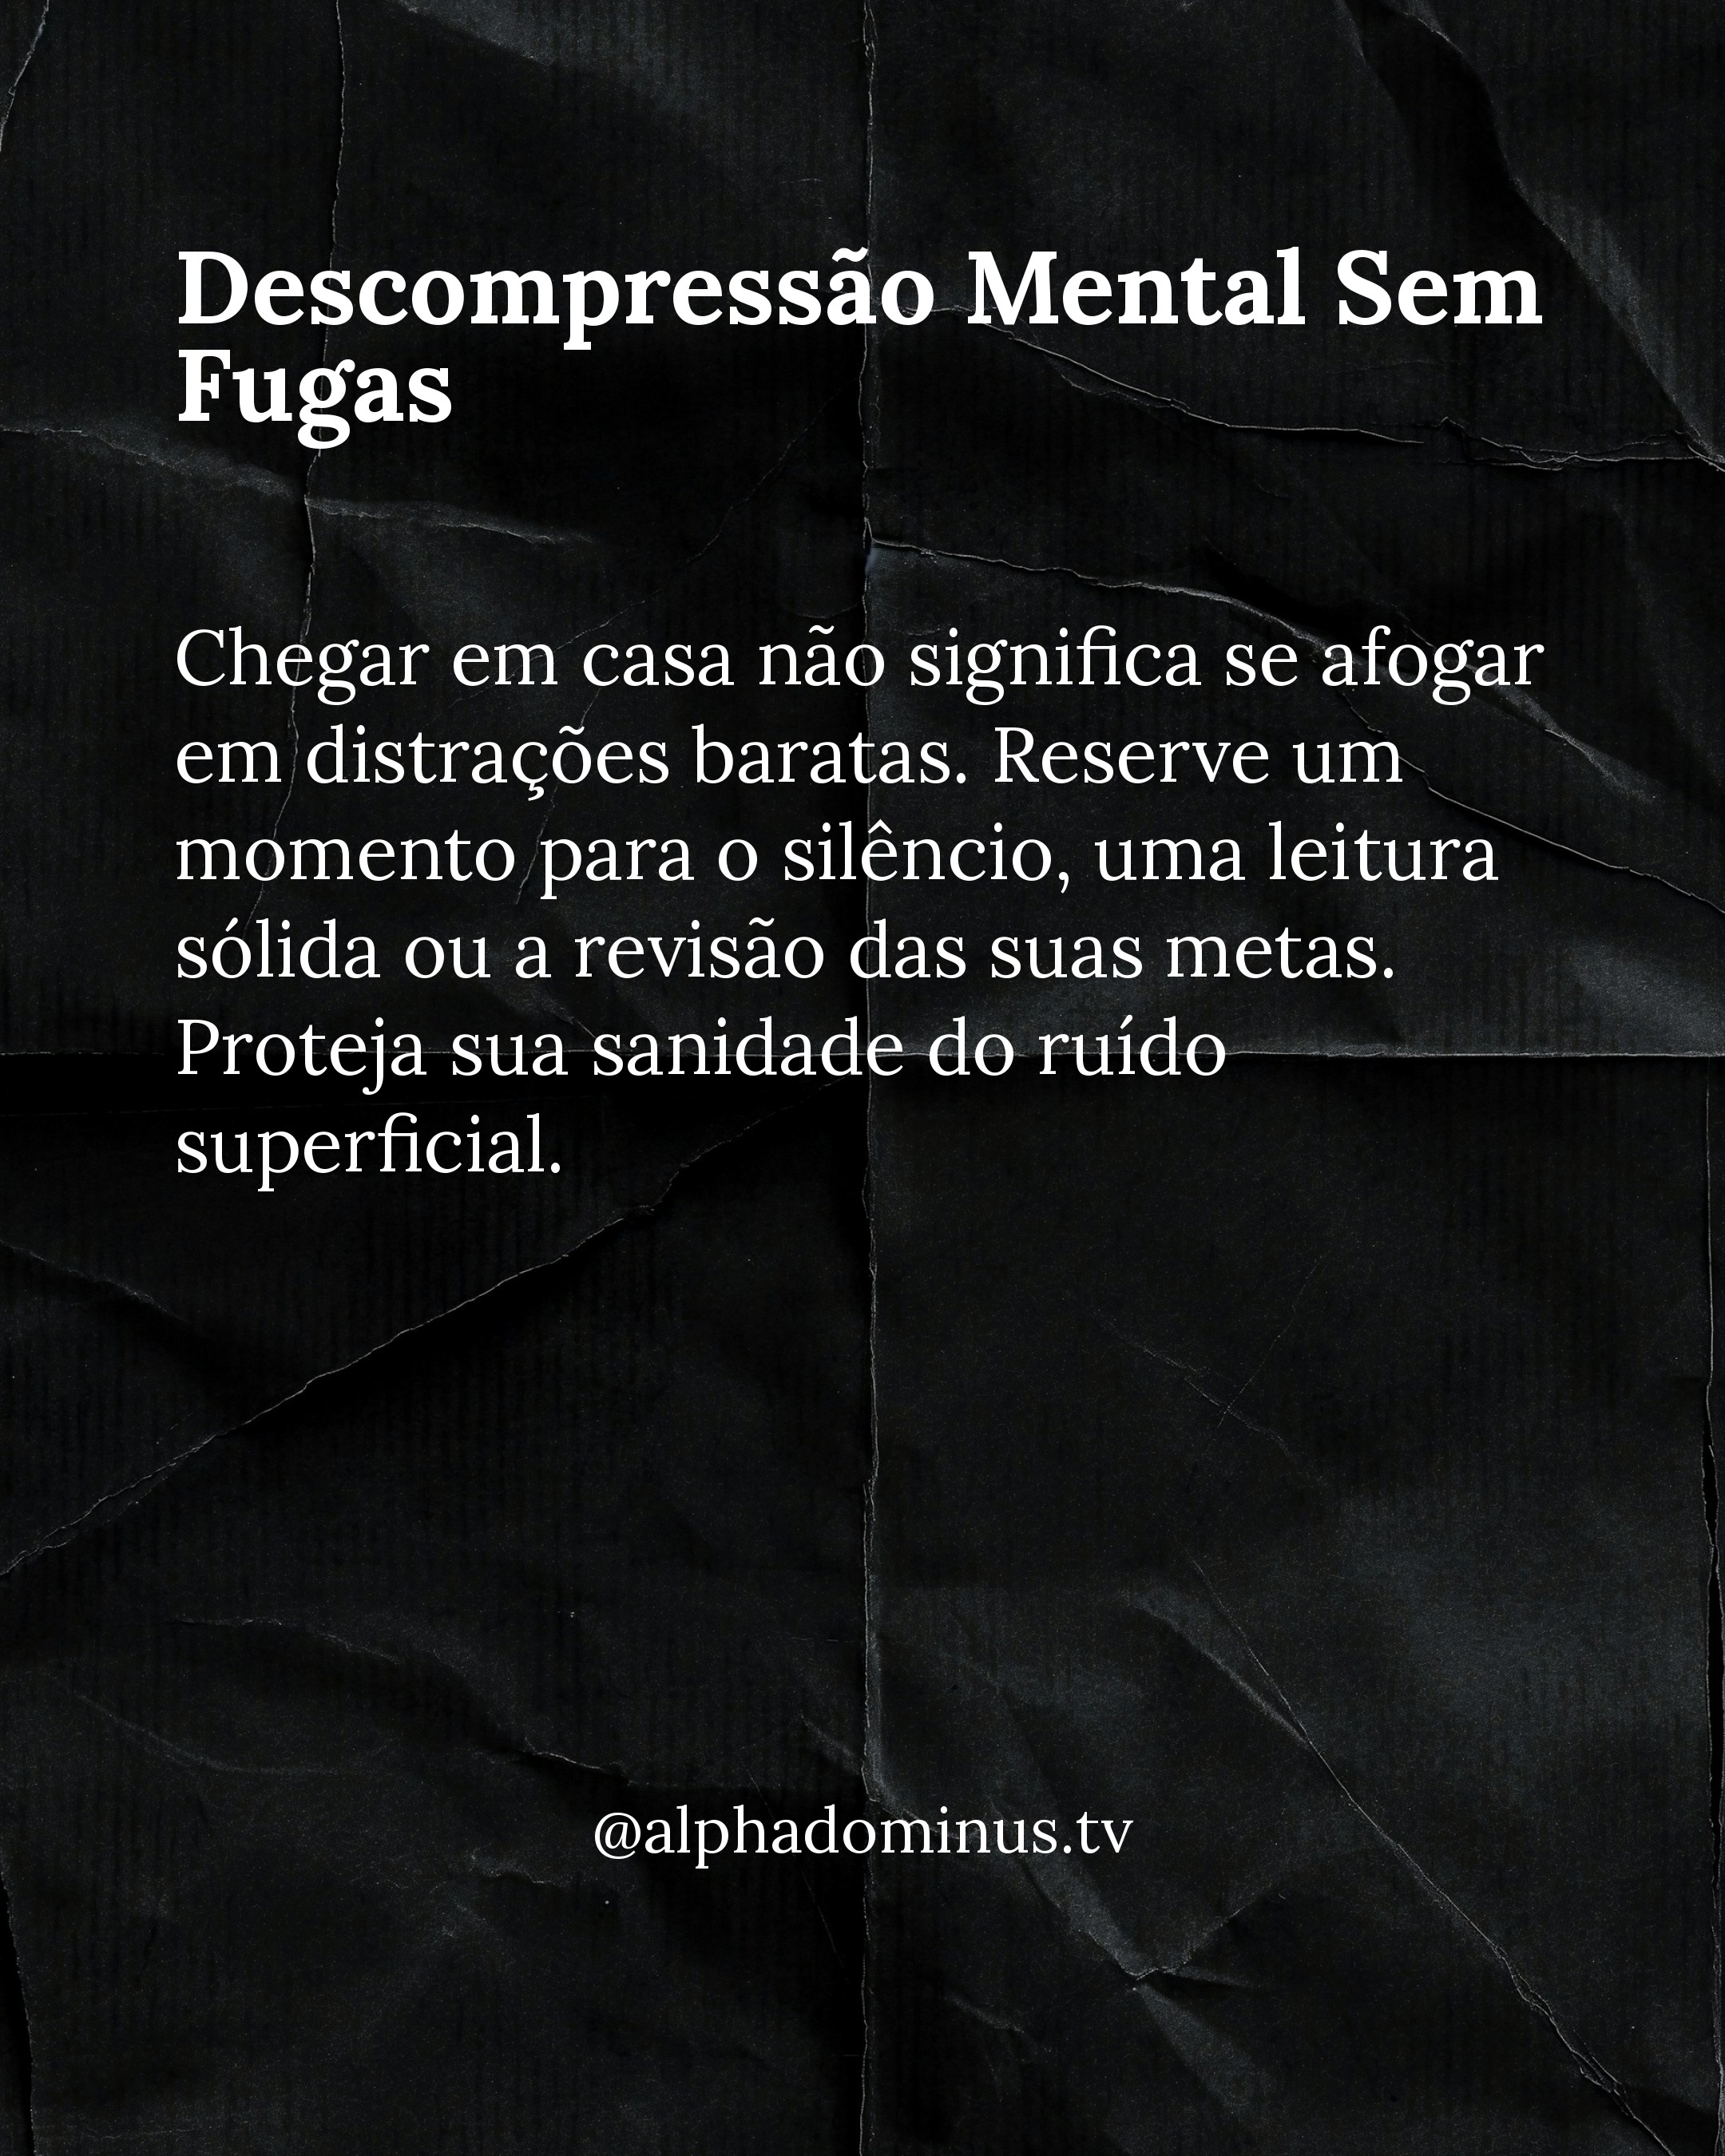 Descompressão Mental Sem
Fugas
Chegar em casa não significa se afogar
em distrações baratas. Reserve um
momento para o silêncio, uma leitura
sólida ou a revisão das suas metas.
Proteja sua sanidade do ruído
superficial.
@alphadominus.tv